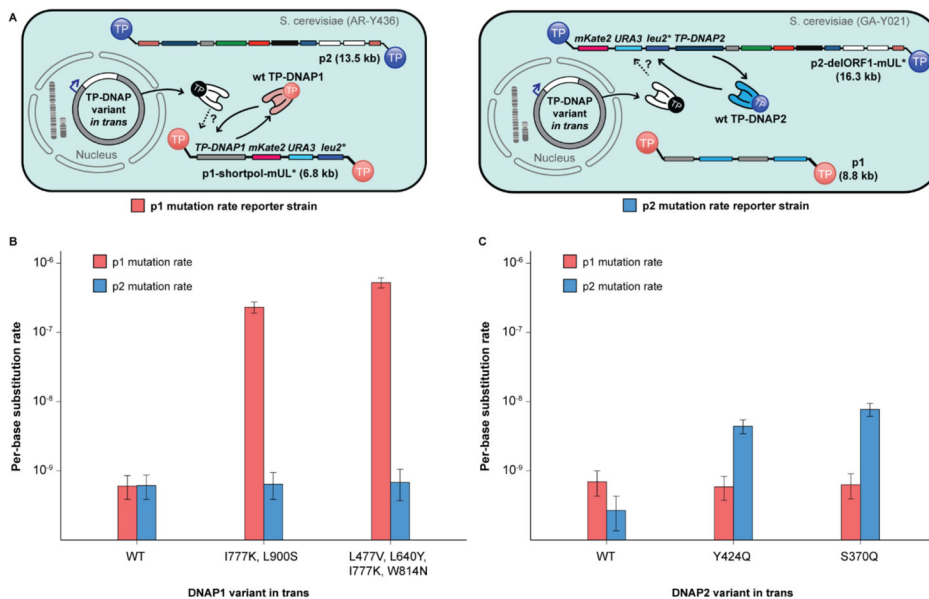 A
S. cerevisiae (AR-Y436)
TP
TP
p2 (13.5 kb)
wt TP-DNAP1
TP-DNAP
variant
in trans
TP
TP
?
Nucleus
TP
TP-DNAP1 mKate2 URA3 leu2*
p1-shortpol-mUL* (6.8 kb)
TP
p1 mutation rate reporter strain
S. cerevisiae (GA-Y021)
mKate2 URA3 leu2* TP-DNAP2
TP
TP
p2-delORF1-mUL*
(16.3 kb)
?
TP-DNAP
variant
in trans
TP
TP
wt TP-DNAP2
Nucleus
TP
p1
(8.8 kb)
TP
p2 mutation rate reporter strain
B
p1 mutation rate
p2 mutation rate
Per-base substitution rate
10-6
10-7
10-8
10-9
WT
I777K, L900S
L477V, L640Y,
I777K, W814N
DNAP1 variant in trans
C
p1 mutation rate
p2 mutation rate
Per-base substitution rate
10-6
10-7
10-8
10-9
WT
Y424Q
S370Q
DNAP2 variant in trans